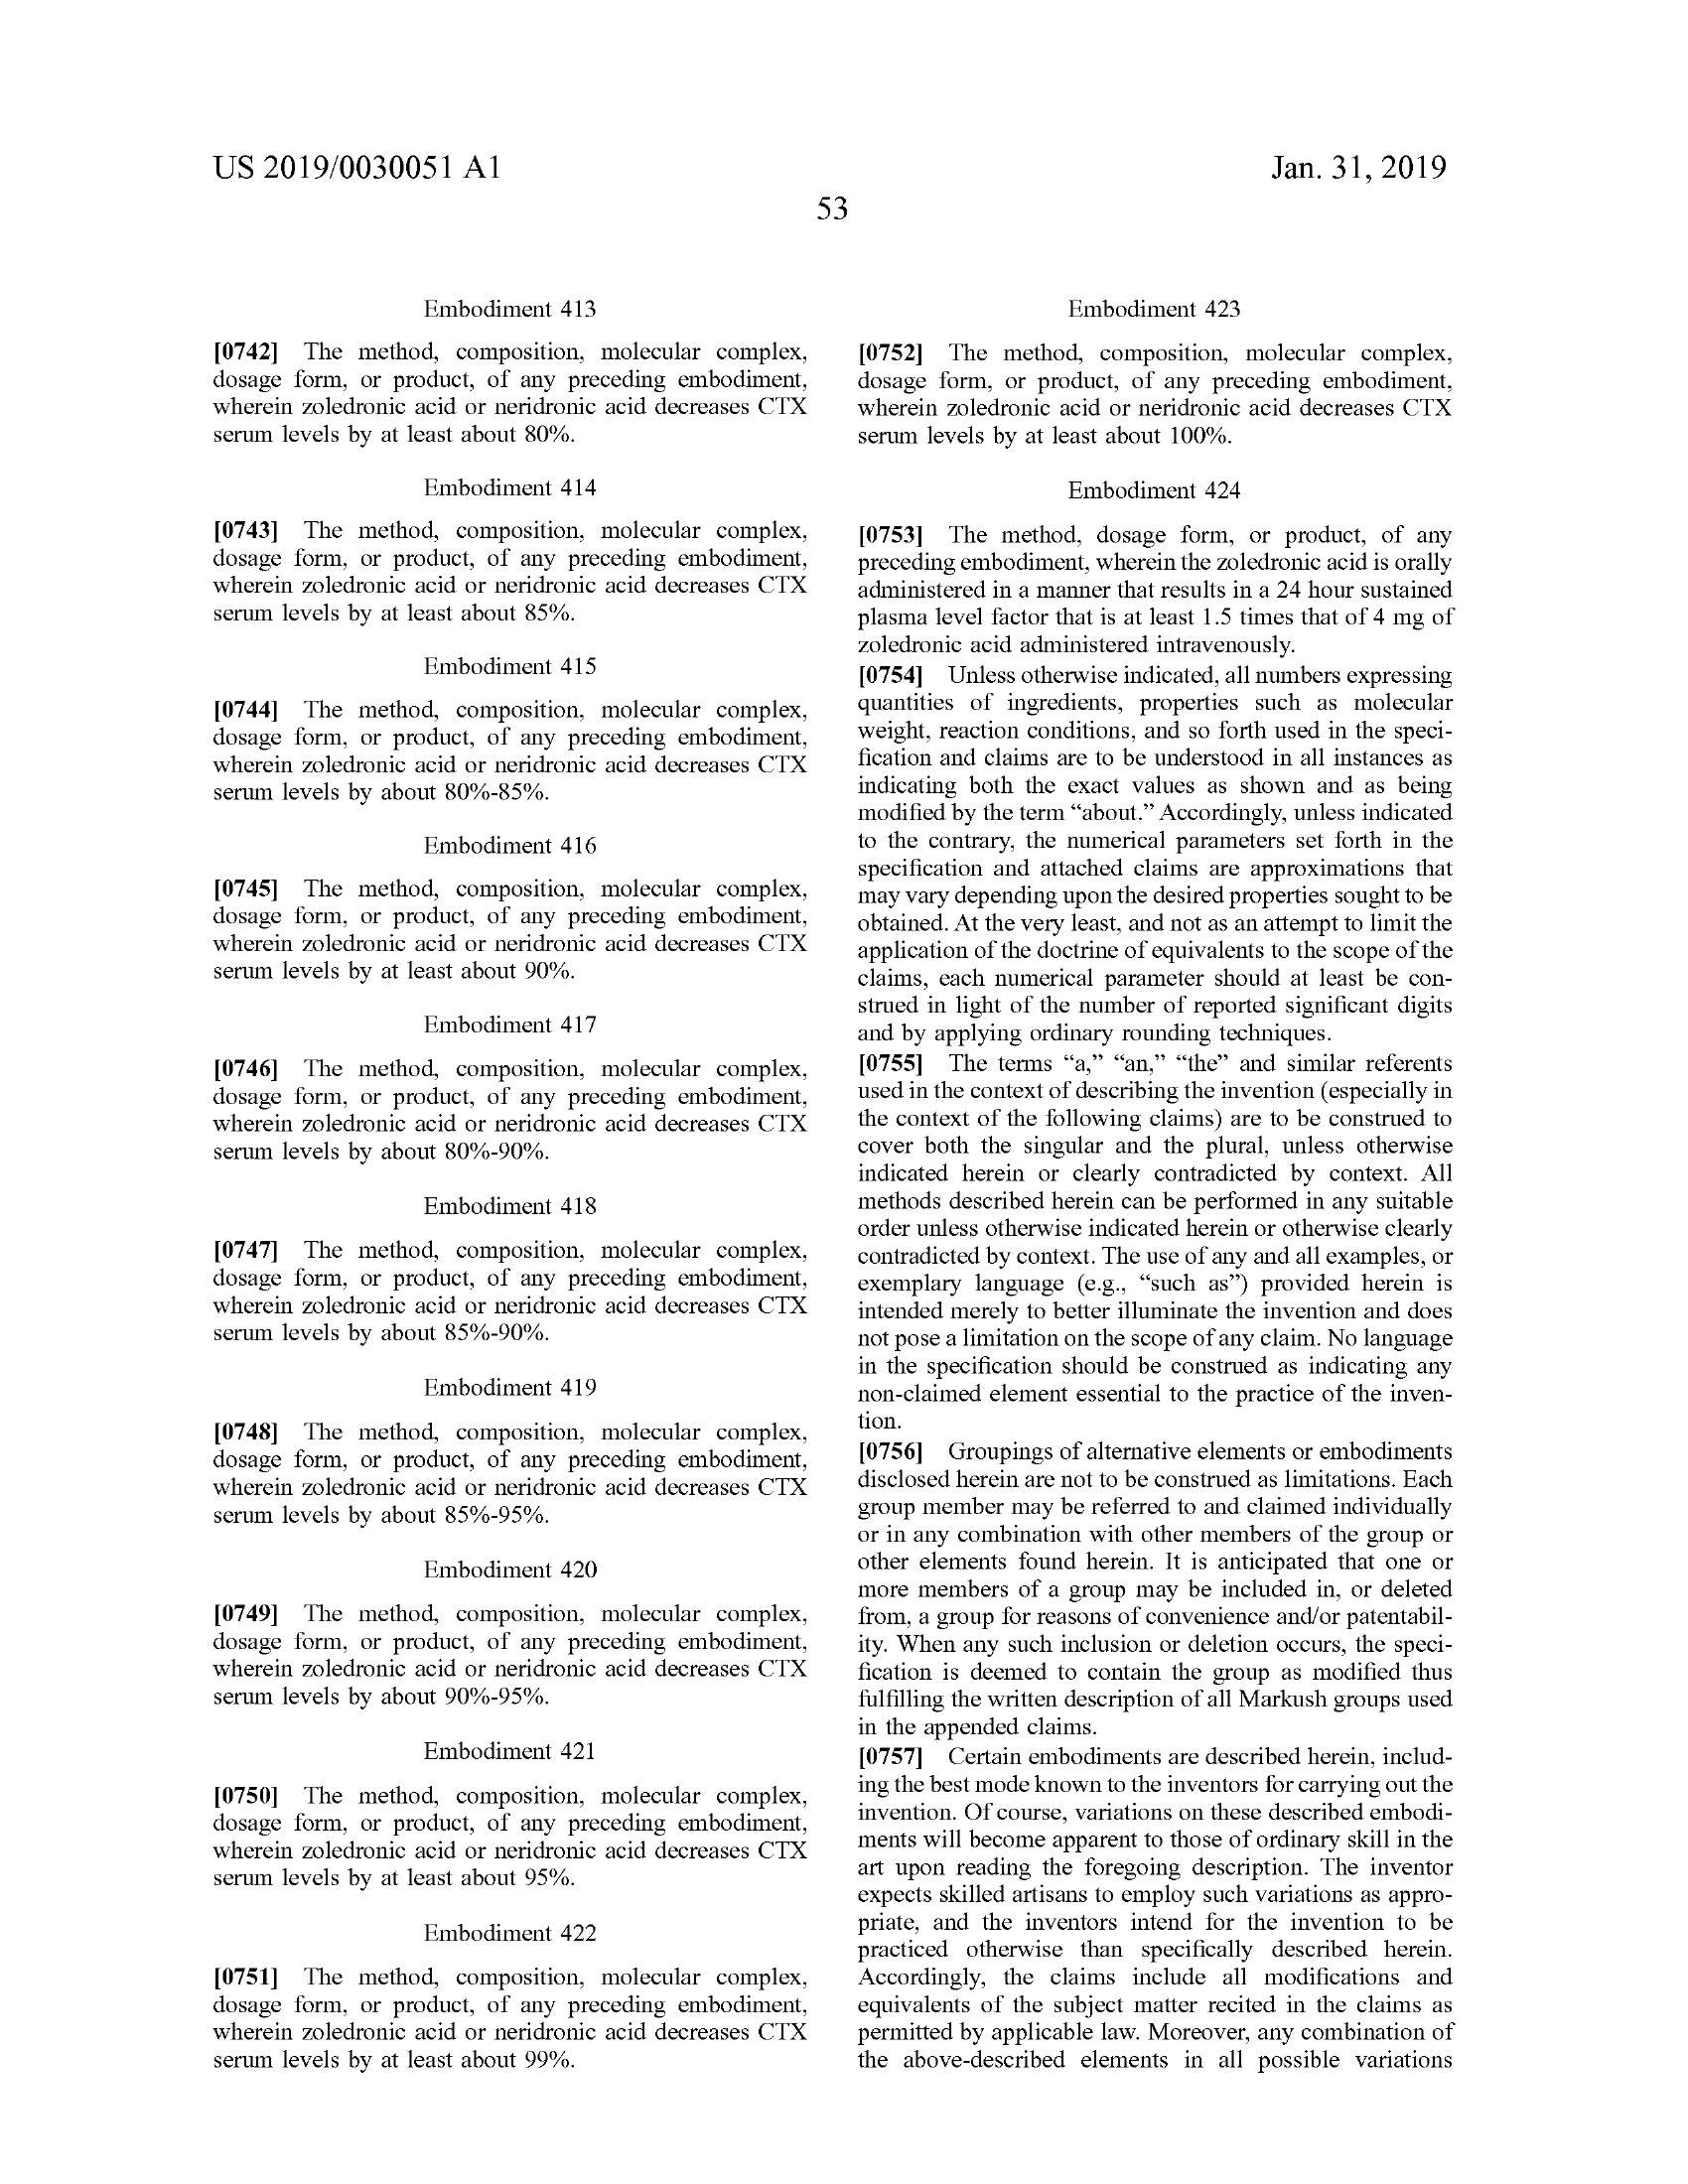 US 2019/0030051 A1
Jan. 31, 2019
53
Embodiment 413
[0742] The method, composition, molecular complex,
dosage form, or product, of any preceding embodiment,
wherein zoledronic acid or neridronic acid decreases CTX
serum levels by at least about 80%.
Embodiment 414
[0743] The method, composition, molecular complex,
dosage form, or product, of any preceding embodiment,
wherein zoledronic acid or neridronic acid decreases CTX
serum levels by at least about 85%.
Embodiment 415
[0744] The method, composition, molecular complex,
dosage form, or product, of any preceding embodiment,
wherein zoledronic acid or neridronic acid decreases CTX
serum levels by about 80%-85%.
Embodiment 416
[0745] The method, composition, molecular complex,
dosage form, or product, of any preceding embodiment,
wherein zoledronic acid or neridronic acid decreases CTX
serum levels by at least about 90%.
Embodiment 417
[0746] The method, composition, molecular complex,
dosage form, or product, of any preceding embodiment,
wherein zoledronic acid or neridronic acid decreases CTX
serum levels by about 80%-90%.
Embodiment 418
[0747] The method, composition, molecular complex,
dosage form, or product, of any preceding embodiment,
wherein zoledronic acid or neridronic acid decreases CTX
serum levels by about 85%-90%.
Embodiment 419
[0748] The method, composition, molecular complex,
dosage form, or product, of any preceding embodiment,
wherein zoledronic acid or neridronic acid decreases CTX
serum levels by about 85%-95%.
Embodiment 420
[0749] The method, composition, molecular complex,
dosage form, or product, of any preceding embodiment,
wherein zoledronic acid or neridronic acid decreases CTX
serum levels by about 90%-95%.
Embodiment 421
[0750] The method, composition, molecular complex,
dosage form, or product, of any preceding embodiment,
wherein zoledronic acid or neridronic acid decreases CTX
serum levels by at least about 95%.
Embodiment 422
[0751] The method, composition, molecular complex,
dosage form, or product, of any preceding embodiment,
wherein zoledronic acid or neridronic acid decreases CTX
serum levels by at least about 99%.
Embodiment 423
[0752] The method, composition, molecular complex,
dosage form, or product, of any preceding embodiment,
wherein zoledronic acid or neridronic acid decreases CTX
serum levels by at least about 100%.
Embodiment 424
[0753] The method, dosage form, or product, of any
preceding embodiment, wherein the zoledronic acid is orally
administered in a manner that results in a 24 hour sustained
plasma level factor that is at least 1.5 times that of 4 mg of
zoledronic acid administered intravenously.
[0754] Unless otherwise indicated, all numbers expressing
quantities of ingredients, properties such as molecular
weight, reaction conditions, and so forth used in the speci-
fication and claims are to be understood in all instances as
indicating both the exact values as shown and as being
modified by the term “about.” Accordingly, unless indicated
to the contrary, the numerical parameters set forth in the
specification and attached claims are approximations that
may vary depending upon the desired properties sought to be
obtained. At the very least, and not as an attempt to limit the
application of the doctrine of equivalents to the scope of the
claims, each numerical parameter should at least be con-
strued in light of the number of reported significant digits
and by applying ordinary rounding techniques.
[0755] The terms “a,” “an,” “the” and similar referents
used in the context of describing the invention (especially in
the context of the following claims) are to be construed to
cover both the singular and the plural, unless otherwise
indicated herein or clearly contradicted by context. All
methods described herein can be performed in any suitable
order unless otherwise indicated herein or otherwise clearly
contradicted by context. The use of any and all examples, or
exemplary language (e.g., “such as”) provided herein is
intended merely to better illuminate the invention and does
not pose a limitation on the scope of any claim. No language
in the specification should be construed as indicating any
non-claimed element essential to the practice of the inven-
tion.
[0756] Groupings of alternative elements or embodiments
disclosed herein are not to be construed as limitations. Each
group member may be referred to and claimed individually
or in any combination with other members of the group or
other elements found herein. It is anticipated that one or
more members of a group may be included in, or deleted
from, a group for reasons of convenience and/or patentabil-
ity. When any such inclusion or deletion occurs, the speci-
fication is deemed to contain the group as modified thus
fulfilling the written description of all Markush groups used
in the appended claims.
[0757] Certain embodiments are described herein, includ-
ing the best mode known to the inventors for carrying out the
invention. Of course, variations on these described embodi-
ments will become apparent to those of ordinary skill in the
art upon reading the foregoing description. The inventor
expects skilled artisans to employ such variations as appro-
priate, and the inventors intend for the invention to be
practiced otherwise than specifically described herein.
Accordingly, the claims include all modifications and
equivalents of the subject matter recited in the claims as
permitted by applicable law. Moreover, any combination of
the above-described elements in all possible variations